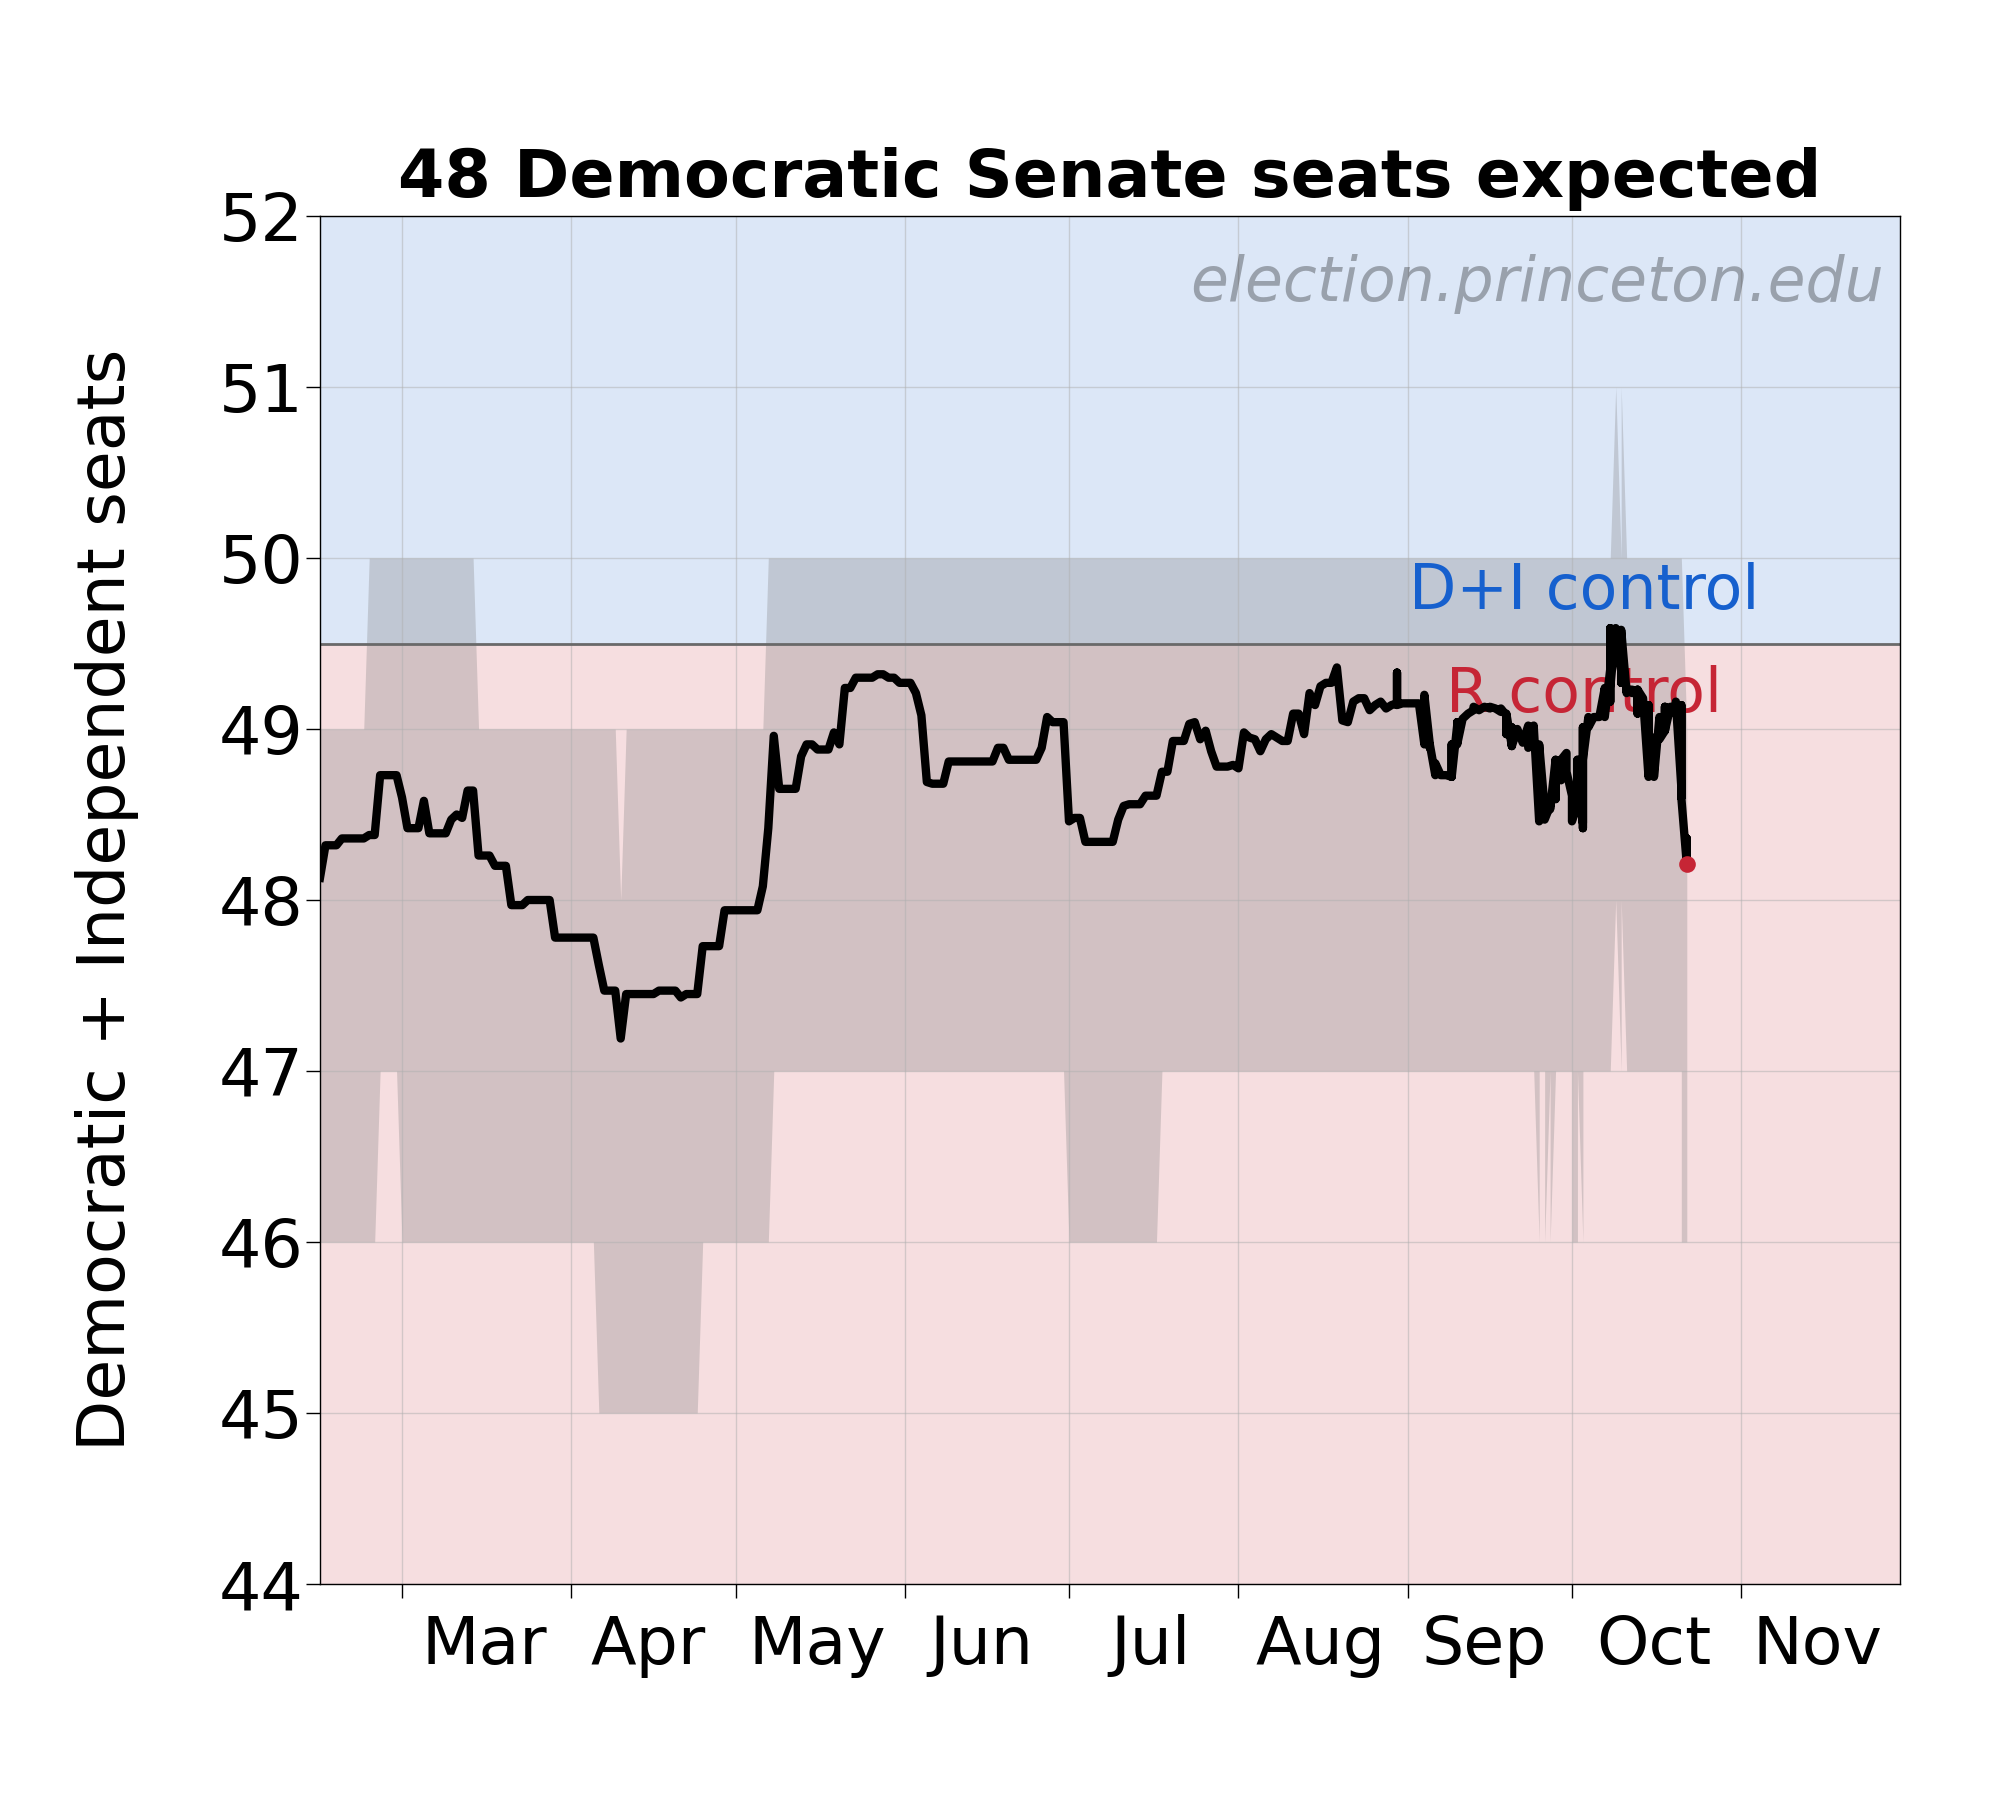 48 Democratic Senate seats expected
election.princeton.edu
Democratic + Independent seats
52
51
50
49
48
47
46
45
44
D+I control
R control
Mar Apr May Jun Jul Aug Sep Oct Nov